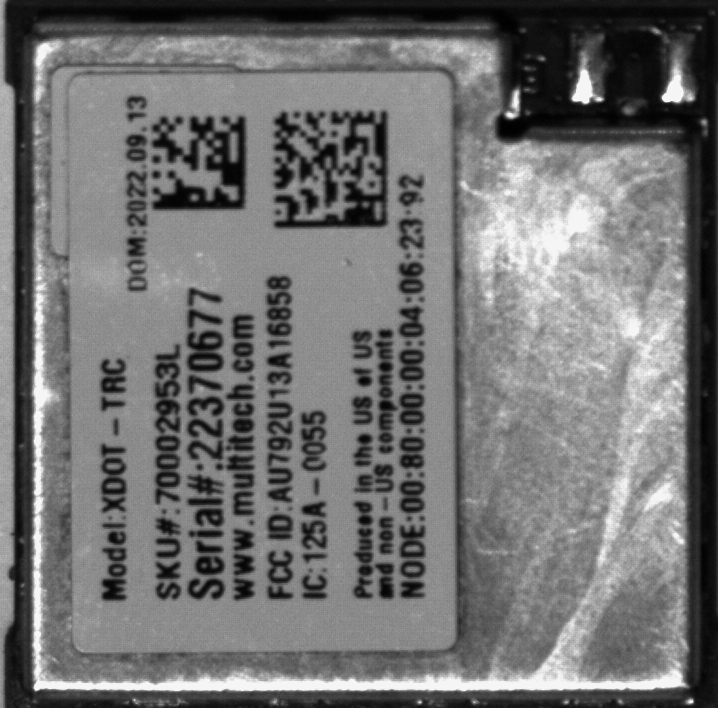 Model:XDOT-TRC
DOM:2022.09.13
SKU#:70002953L
Serial#:22370677
www.multitech.com
FCC ID:AU792U13A16858
IC:125A-0055
Produced in the US of US
and non-US components
NODE:00:80:00:00:04:06:23:92